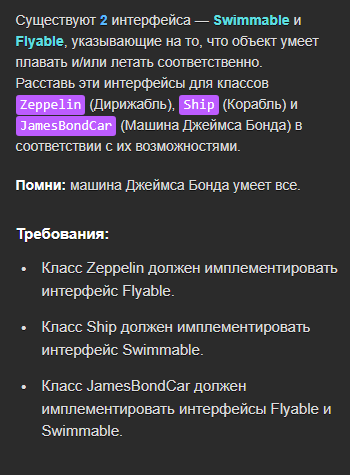 Существуют 2 интерфейса — Swimmable и
Flyable, указывающие на то, что объект умеет
плавать и/или летать соответственно.
Расставь эти интерфейсы для классов
Zeppelin (Дирижабль), Ship (Корабль) и
JamesBondCar (Машина Джеймса Бонда) в
соответствии с их возможностями.
Помни: машина Джеймса Бонда умеет все.
Требования:
• Класс Zeppelin должен имплементировать
интерфейс Flyable.
• Класс Ship должен имплементировать
интерфейс Swimmable.
• Класс JamesBondCar должен
имплементировать интерфейсы Flyable и
Swimmable.